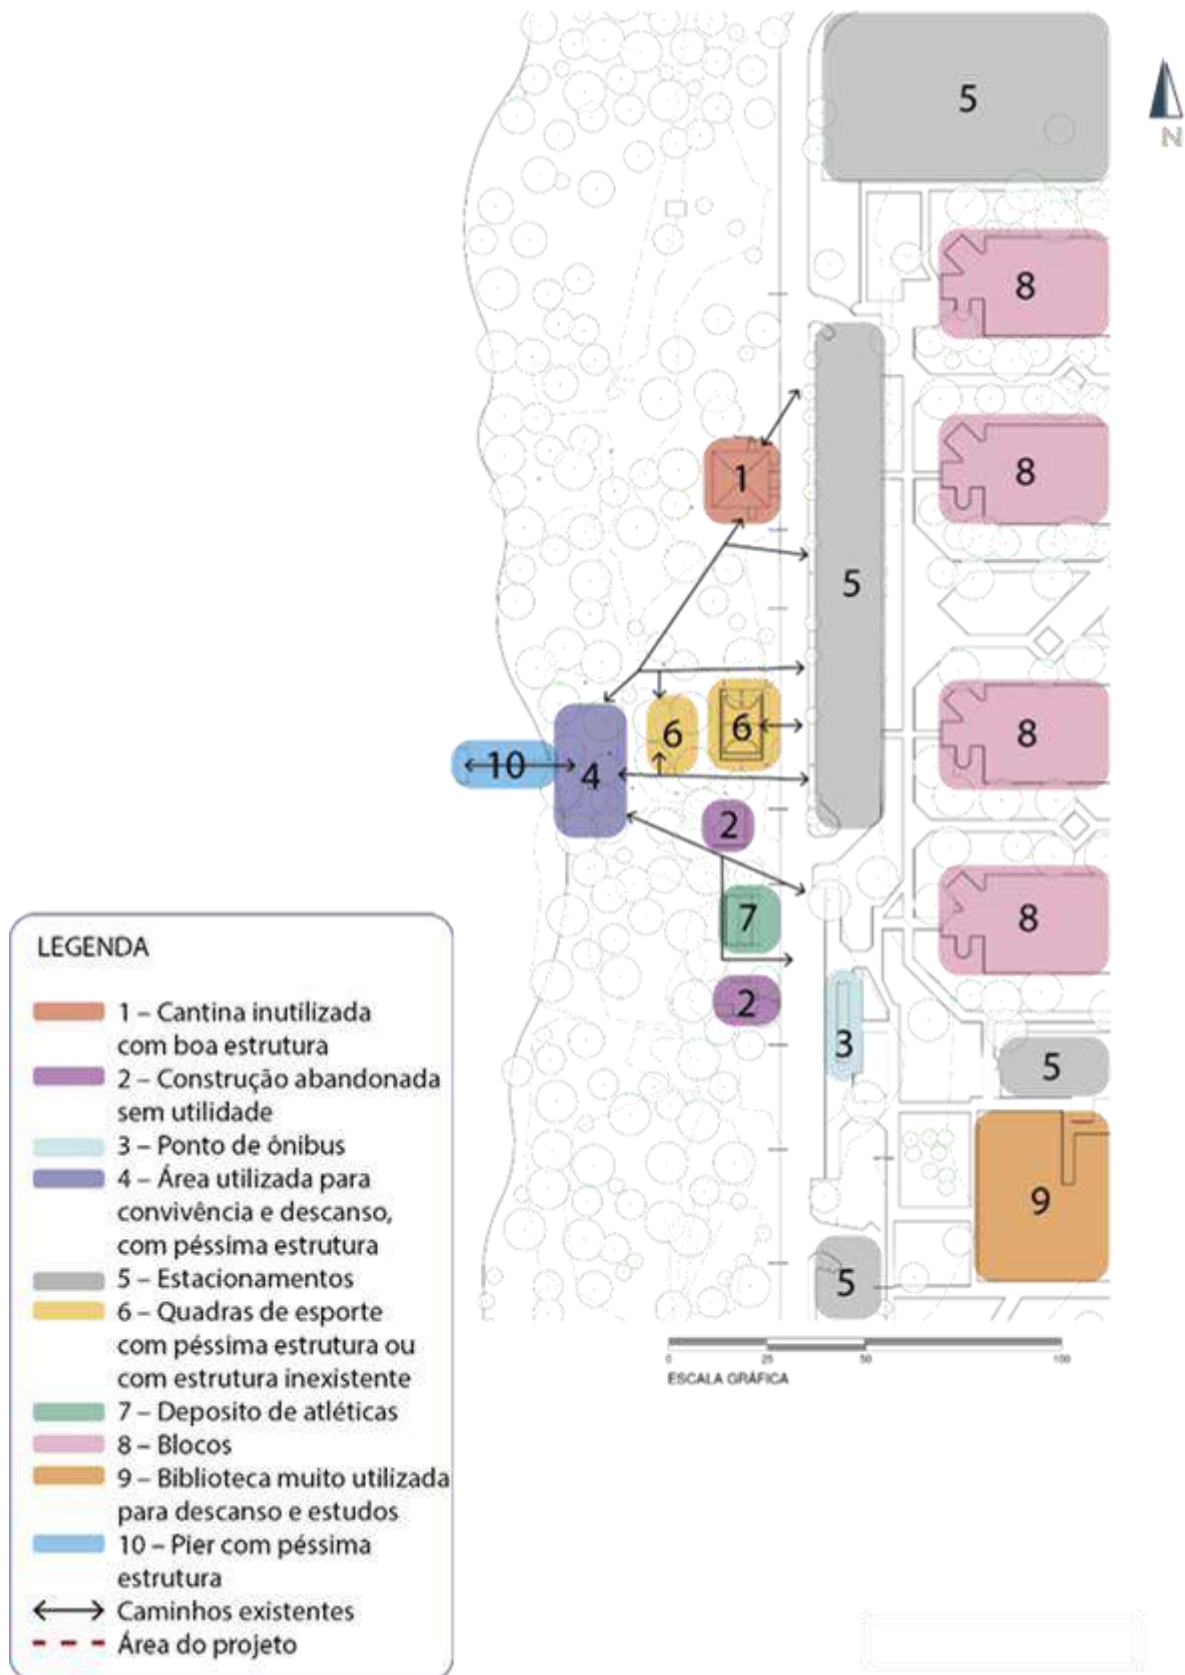 5
N
8
8
1
5
8
6
6
10
4
2
8
7
2
3
5
9
5
0 25 50 100
ESCALA GRÁFICA
LEGENDA
1 – Cantina inutilizada
com boa estrutura
2 – Construção abandonada
sem utilidade
3 – Ponto de ônibus
4 – Área utilizada para
convivência e descanso,
com péssima estrutura
5 – Estacionamentos
6 – Quadras de esporte
com péssima estrutura ou
com estrutura inexistente
7 – Deposito de atléticas
8 – Blocos
9 – Biblioteca muito utilizada
para descanso e estudos
10 – Pier com péssima
estrutura
Caminhos existentes
Área do projeto